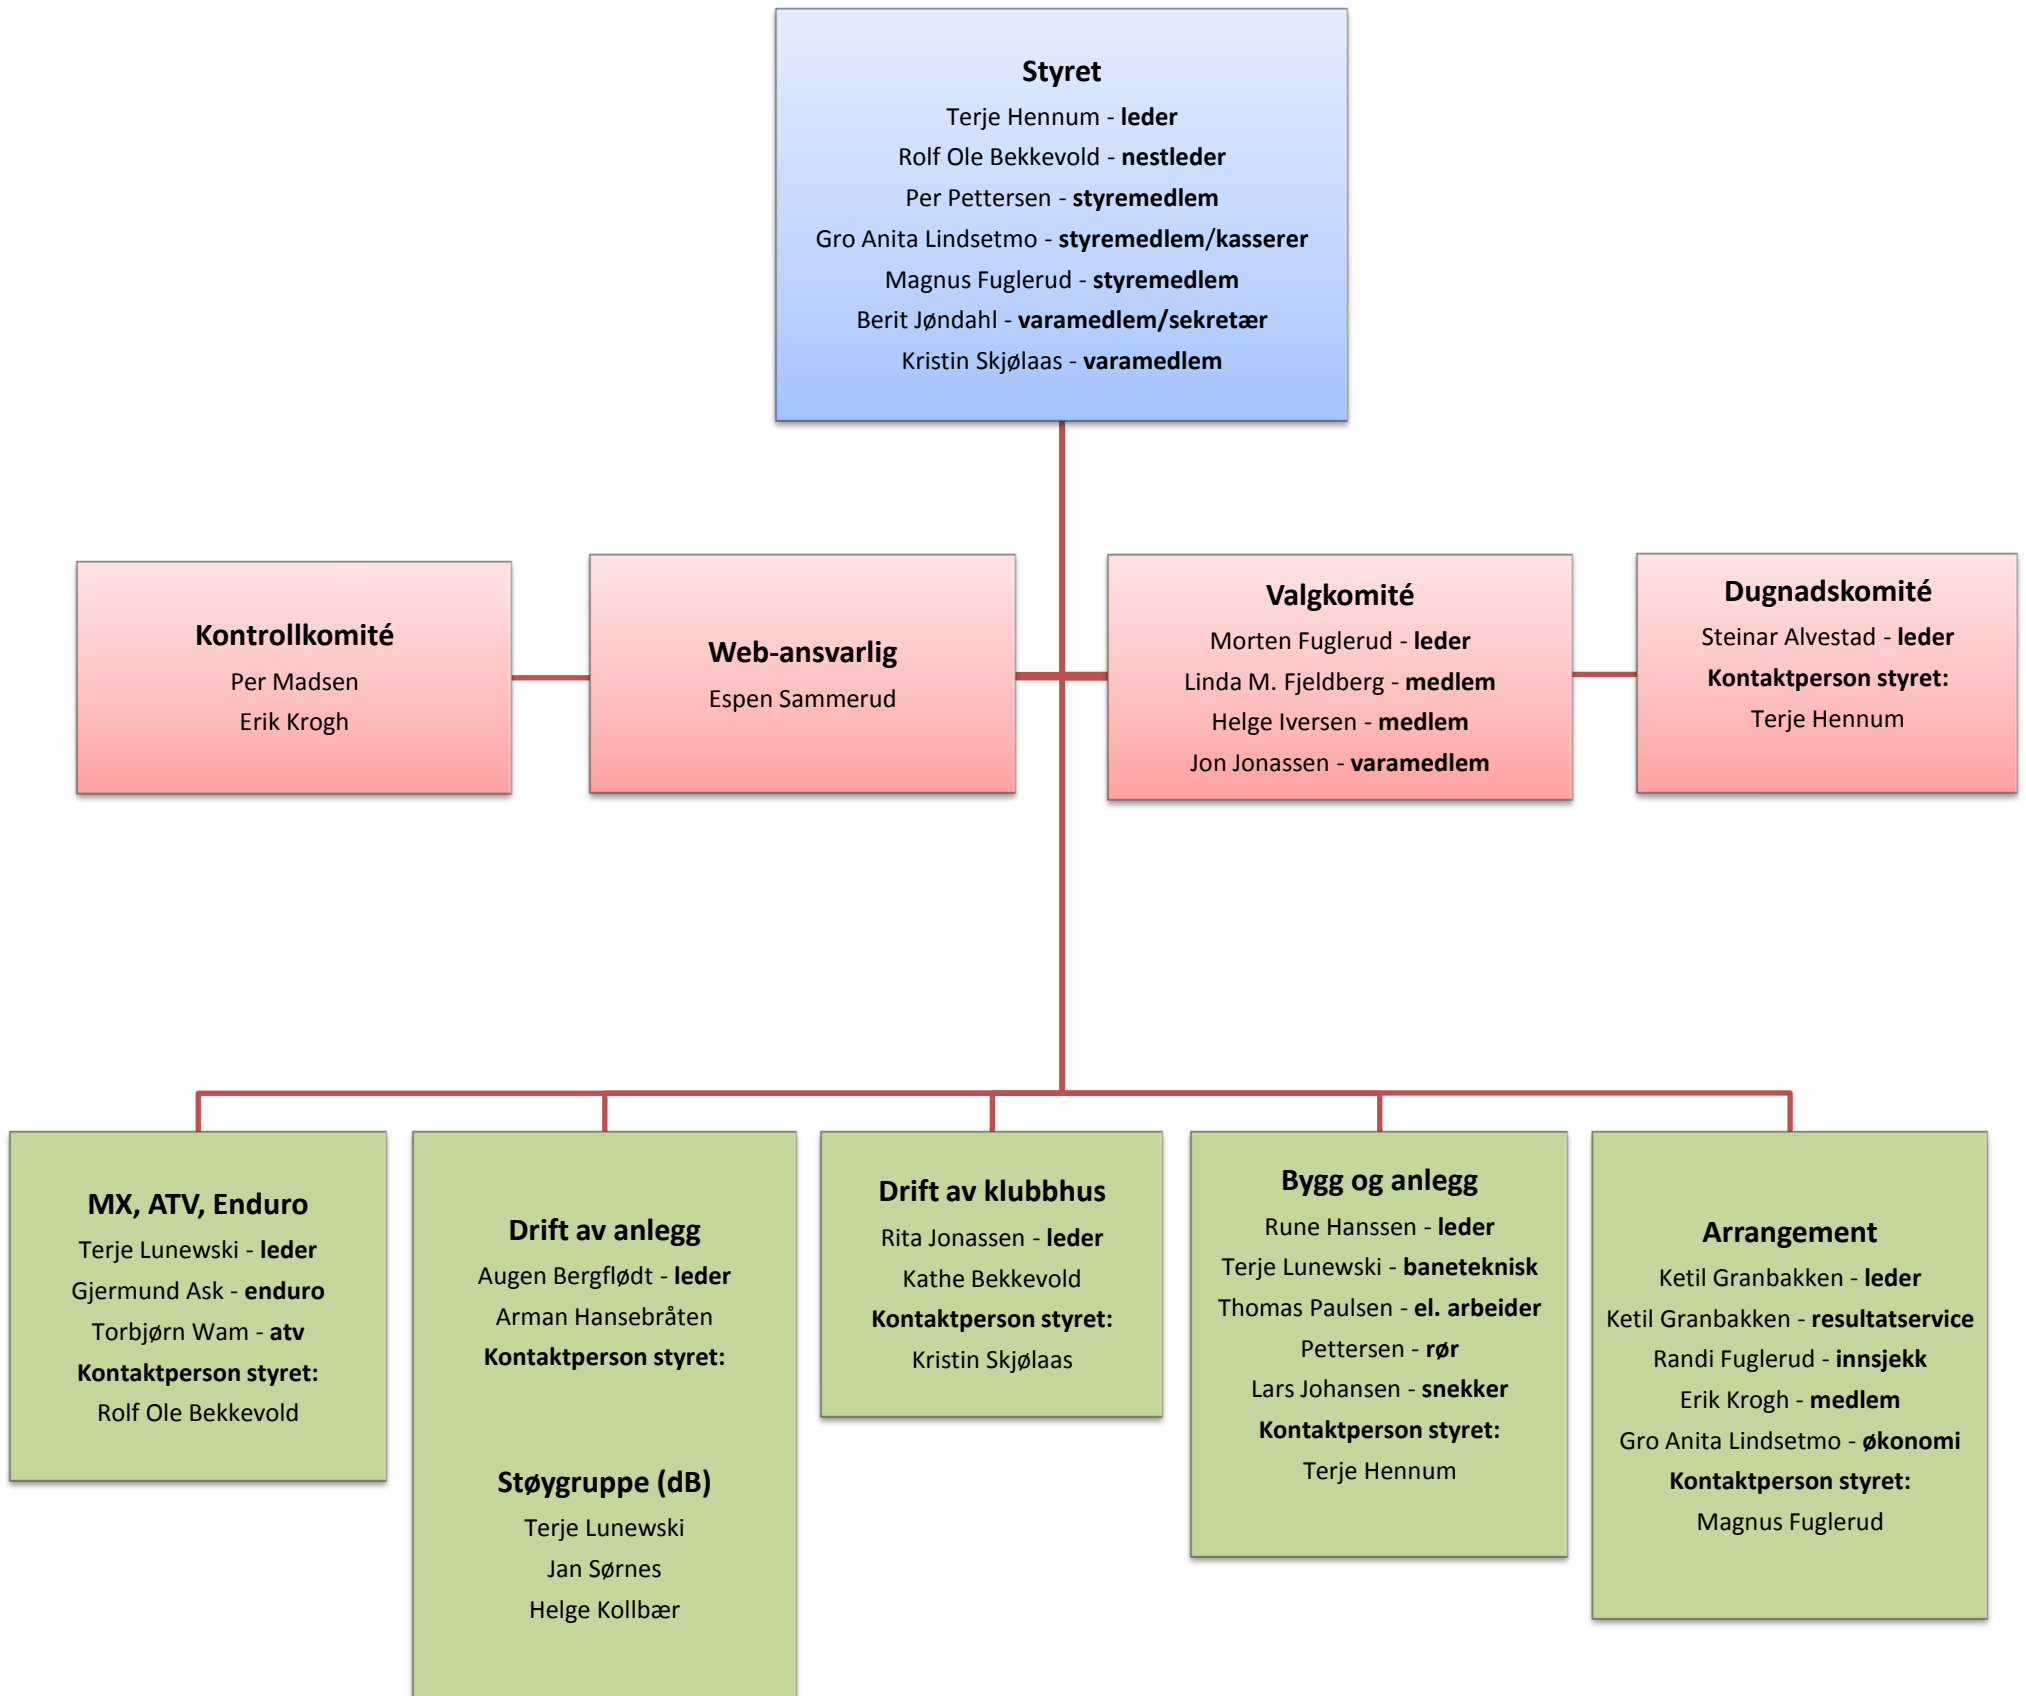 Styret
Terje Hennum - leder
Rolf Ole Bekkevold - nestleder
Per Pettersen - styremedlem
Gro Anita Lindsetmo - styremedlem/kasserer
Magnus Fuglerud - styremedlem
Berit Jøndahl - varamedlem/sekretær
Kristin Skjølaas - varamedlem
Kontrollkomité
Per Madsen
Erik Krogh
Web-ansvarlig
Espen Sammerud
Valgkomité
Morten Fuglerud - leder
Linda M. Fjeldberg - medlem
Helge Iversen - medlem
Jon Jonassen - varamedlem
Dugnadskomité
Steinar Alvestad - leder
Kontaktperson styret:
Terje Hennum
MX, ATV, Enduro
Terje Lunewski - leder
Gjermund Ask - enduro
Torbjørn Wam - atv
Kontaktperson styret:
Rolf Ole Bekkevold
Drift av anlegg
Augen Bergflødt - leder
Arman Hansebråten
Kontaktperson styret:
Støygruppe (dB)
Terje Lunewski
Jan Sørnes
Helge Kollbær
Drift av klubbhus
Rita Jonassen - leder
Kathe Bekkevold
Kontaktperson styret:
Kristin Skjølaas
Bygg og anlegg
Rune Hanssen - leder
Terje Lunewski - baneteknisk
Thomas Paulsen - el. arbeider
Pettersen - rør
Lars Johansen - snekker
Kontaktperson styret:
Terje Hennum
Arrangement
Ketil Granbakken - leder
Ketil Granbakken - resultatservice
Randi Fuglerud - innsjekk
Erik Krogh - medlem
Gro Anita Lindsetmo - økonomi
Kontaktperson styret:
Magnus Fuglerud